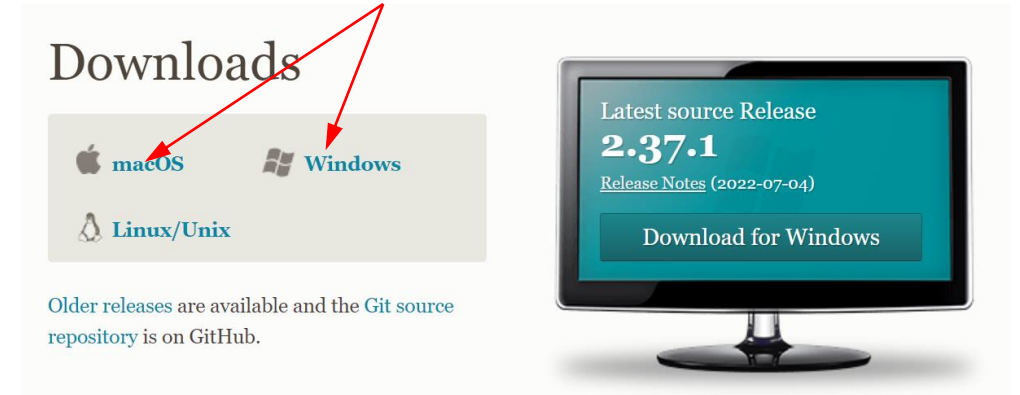 Downloads
macOS
Windows
Linux/Unix
Older releases are available and the Git source
repository is on GitHub.
Latest source Release
2.37.1
Release Notes (2022-07-04)
Download for Windows